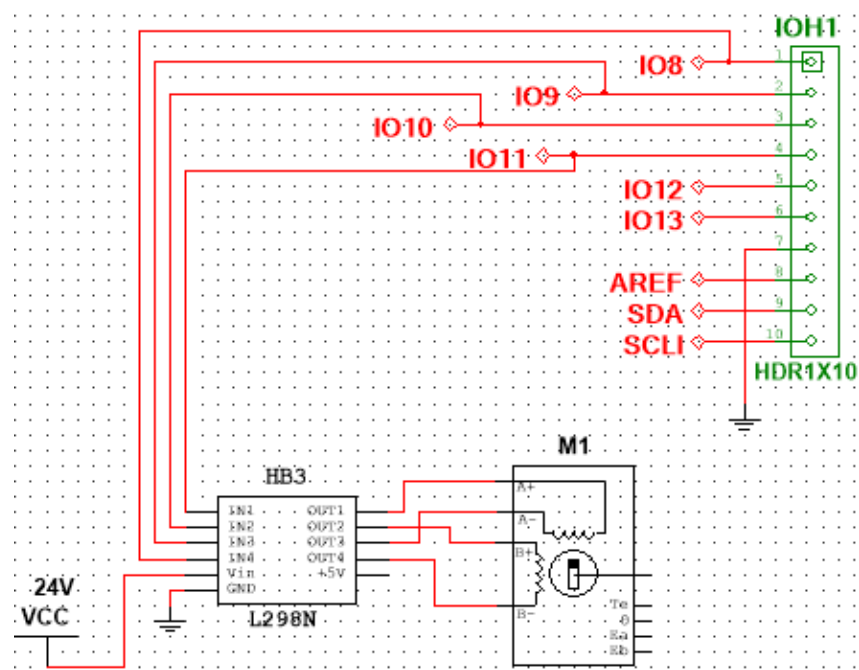 IOH1
IO8 1
IO9 2
IO10 3
IO11 4
IO12 5
IO13 6
7
AREF 8
SDA 9
SCLI 10
HDR1X10
M1
HB3
A+
IN1 OUT1
IN2 OUT2 A-
IN3 OUT3
IN4 OUT4 B+
Vin +5V
24V GND
VCC L298N
Te
B- θ
Ea
Eb